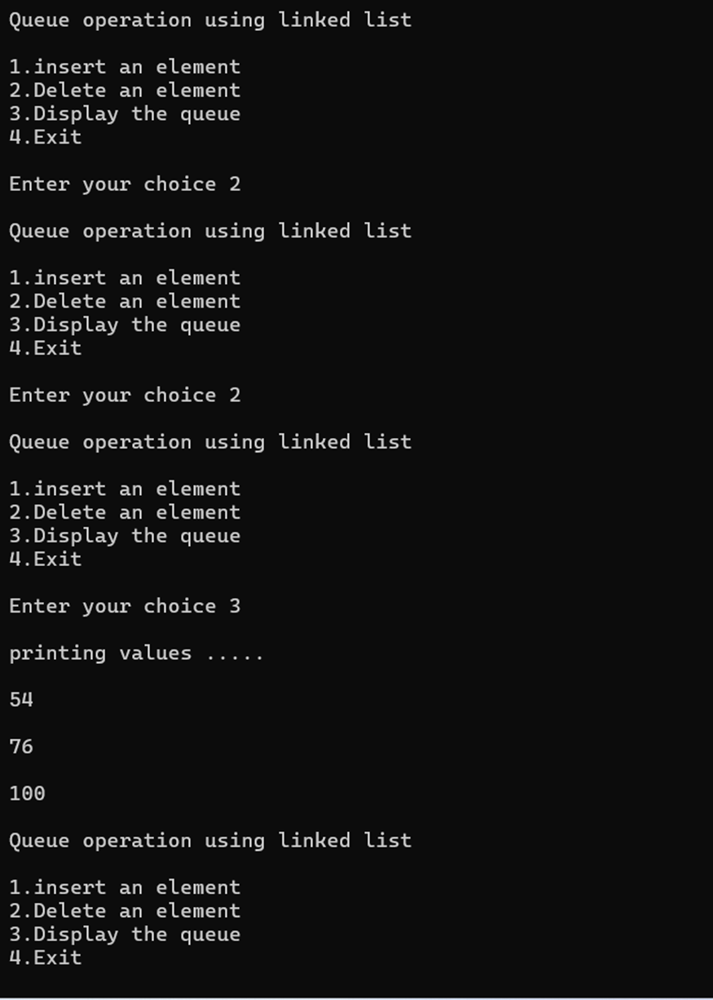 Queue operation using linked list
1.insert an element
2.Delete an element
3.Display the queue
4.Exit
Enter your choice 2
Queue operation using linked list
1.insert an element
2.Delete an element
3.Display the queue
4.Exit
Enter your choice 2
Queue operation using linked list
1.insert an element
2.Delete an element
3.Display the queue
4.Exit
Enter your choice 3
printing values .....
54
76
100
Queue operation using linked list
1.insert an element
2.Delete an element
3.Display the queue
4.Exit